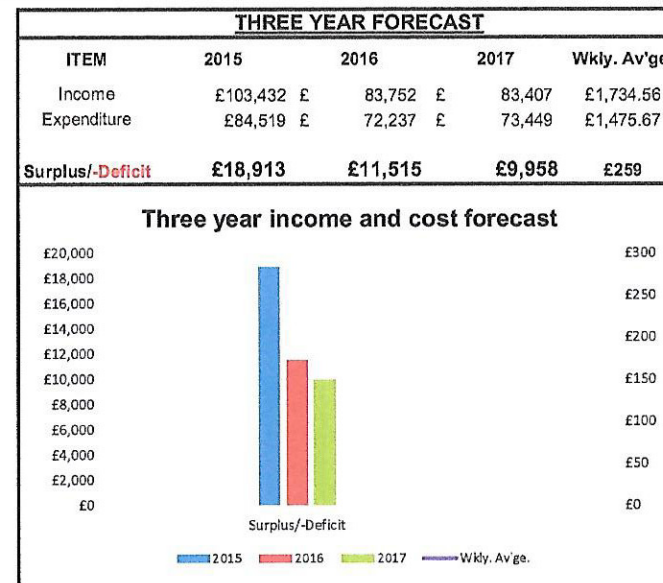 THREE YEAR FORECAST
ITEM 2015 2016 2017 Wkly. Av'ge
Income £103,432 £ 83,752 £ 83,407 £1,734.56
Expenditure £84,519 £ 72,237 £ 73,449 £1,475.67
Surplus/-Deficit £18,913 £11,515 £9,958 £259
Three year income and cost forecast
£20,000 £300
£18,000
£16,000 £250
£14,000 £200
£12,000
£10,000 £150
£8,000
£6,000 £100
£4,000 £50
£2,000
£0 £0
Surplus/-Deficit
2015 2016 2017 Wkly. Av'ge.